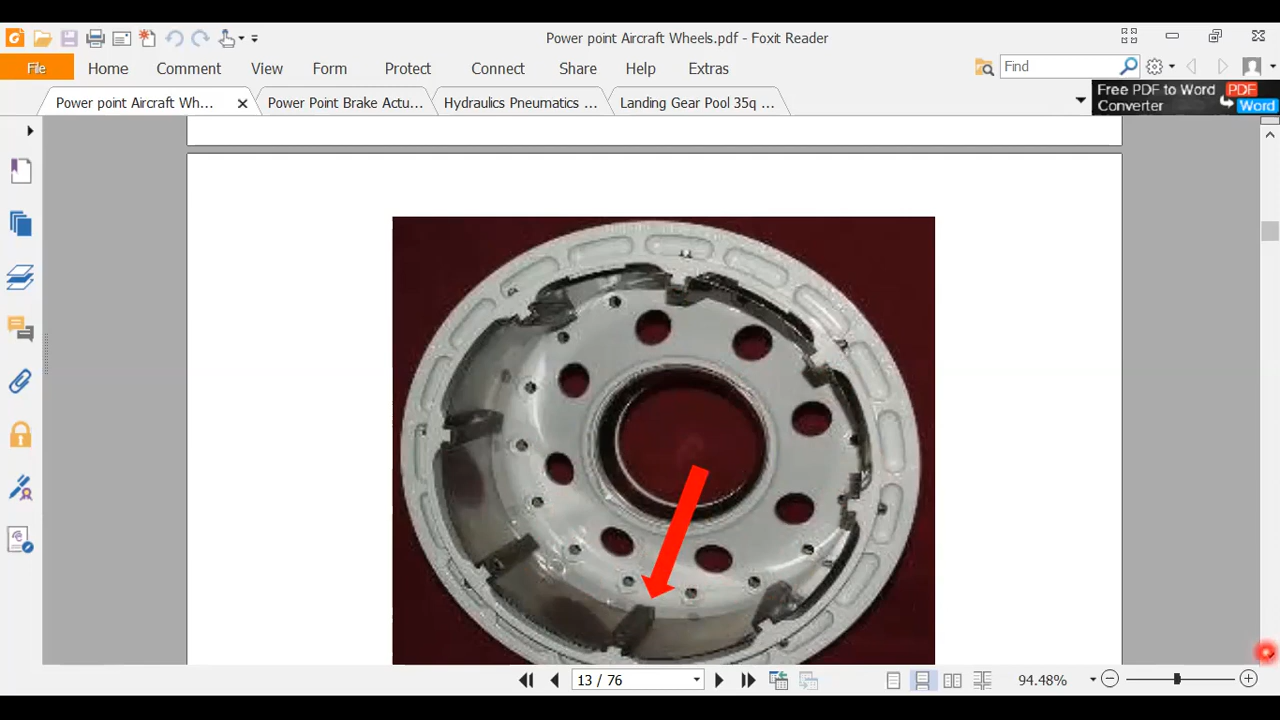 Power point Aircraft Wheels.pdf - Foxit Reader
File Home Comment View Form Protect Connect Share Help Extras Find
Power point Aircraft Wh... Power Point Brake Actu... Hydraulics Pneumatics ... Landing Gear Pool 35q ... Free PDF to Word PDF
Converter Word
13 / 76 94.48%